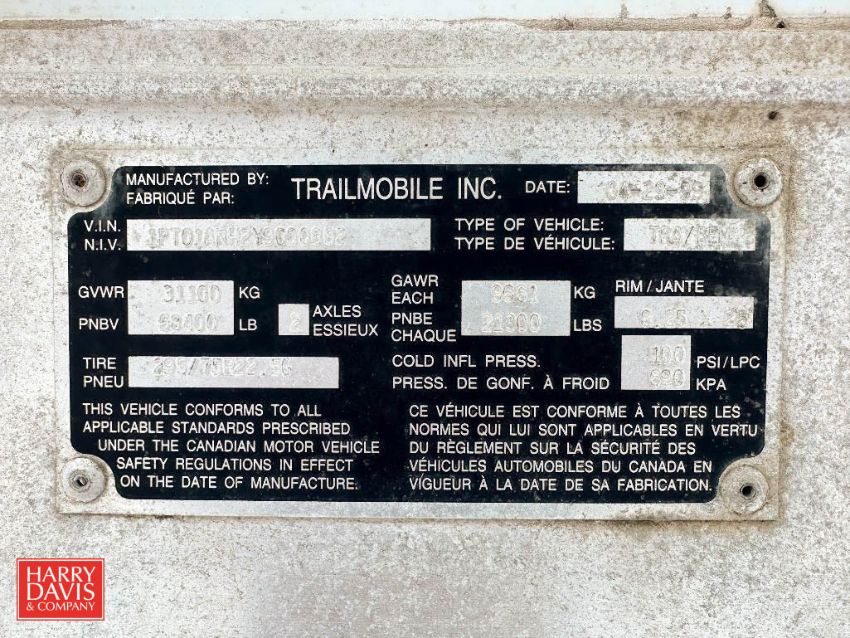 MANUFACTURED BY:
FABRIQUÉ PAR:
TRAILMOBILE INC.
DATE:
V.I.N.
N.I.V.
TYPE OF VEHICLE:
TYPE DE VÉHICULE:
GVWR 31100 KG
PNBV 68400 LB
2 AXLES
ESSIEUX
GAWR
EACH
PNBE
CHAQUE
KG
LBS
RIM / JANTE
TIRE
PNEU
COLD INFL PRESS. 100 PSI/LPC
PRESS. DE GONF. À FROID 690 KPA
THIS VEHICLE CONFORMS TO ALL
APPLICABLE STANDARDS PRESCRIBED
UNDER THE CANADIAN MOTOR VEHICLE
SAFETY REGULATIONS IN EFFECT
ON THE DATE OF MANUFACTURE.
CE VÉHICULE EST CONFORME À TOUTES LES
NORMES QUI LUI SONT APPLICABLES EN VERTU
DU RÈGLEMENT SUR LA SÉCURITÉ DES
VÉHICULES AUTOMOBILES DU CANADA EN
VIGUEUR À LA DATE DE SA FABRICATION.
HARRY
DAVIS
& COMPANY